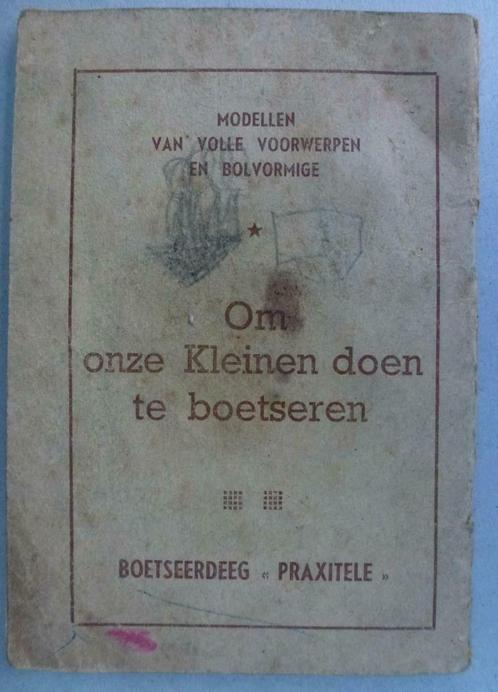 MODELLEN
VAN VOLLE VOORWERPEN
EN BOLVORMIGE
Om
onze Kleinen doen
te boetseren
BOETSEERDEEG « PRAXITELE »